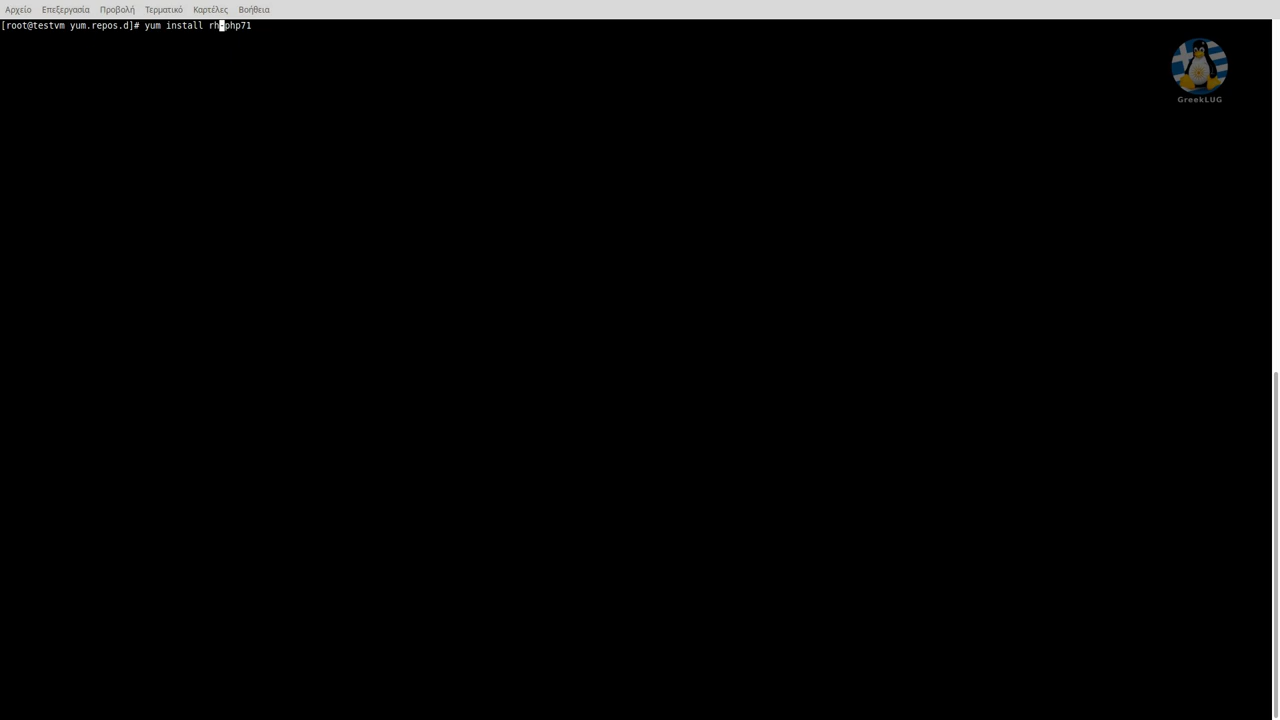 Αρχείο Επεξεργασία Προβολή Τερματικό Καρτέλες Βοήθεια
[root@testvm yum.repos.d]# yum install rh-php71
GreekLUG